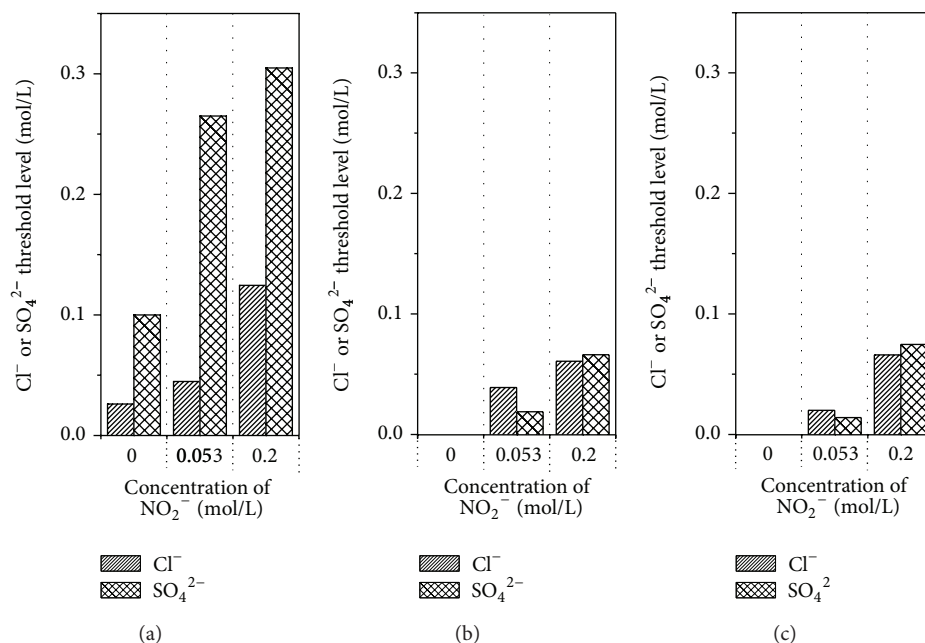 Cl⁻ or SO₄²⁻ threshold level (mol/L)
0.3
0.2
0.1
0.0
0 0.053 0.2
Concentration of
NO₂⁻ (mol/L)
Cl⁻
SO₄²⁻
(a)
Cl⁻ or SO₄²⁻ threshold level (mol/L)
0.3
0.2
0.1
0.0
0 0.053 0.2
Concentration of
NO₂⁻ (mol/L)
Cl⁻
SO₄²⁻
(b)
Cl⁻ or SO₄²⁻ threshold level (mol/L)
0.3
0.2
0.1
0.0
0 0.053 0.2
Concentration of
NO₂⁻ (mol/L)
Cl⁻
SO₄²
(c)